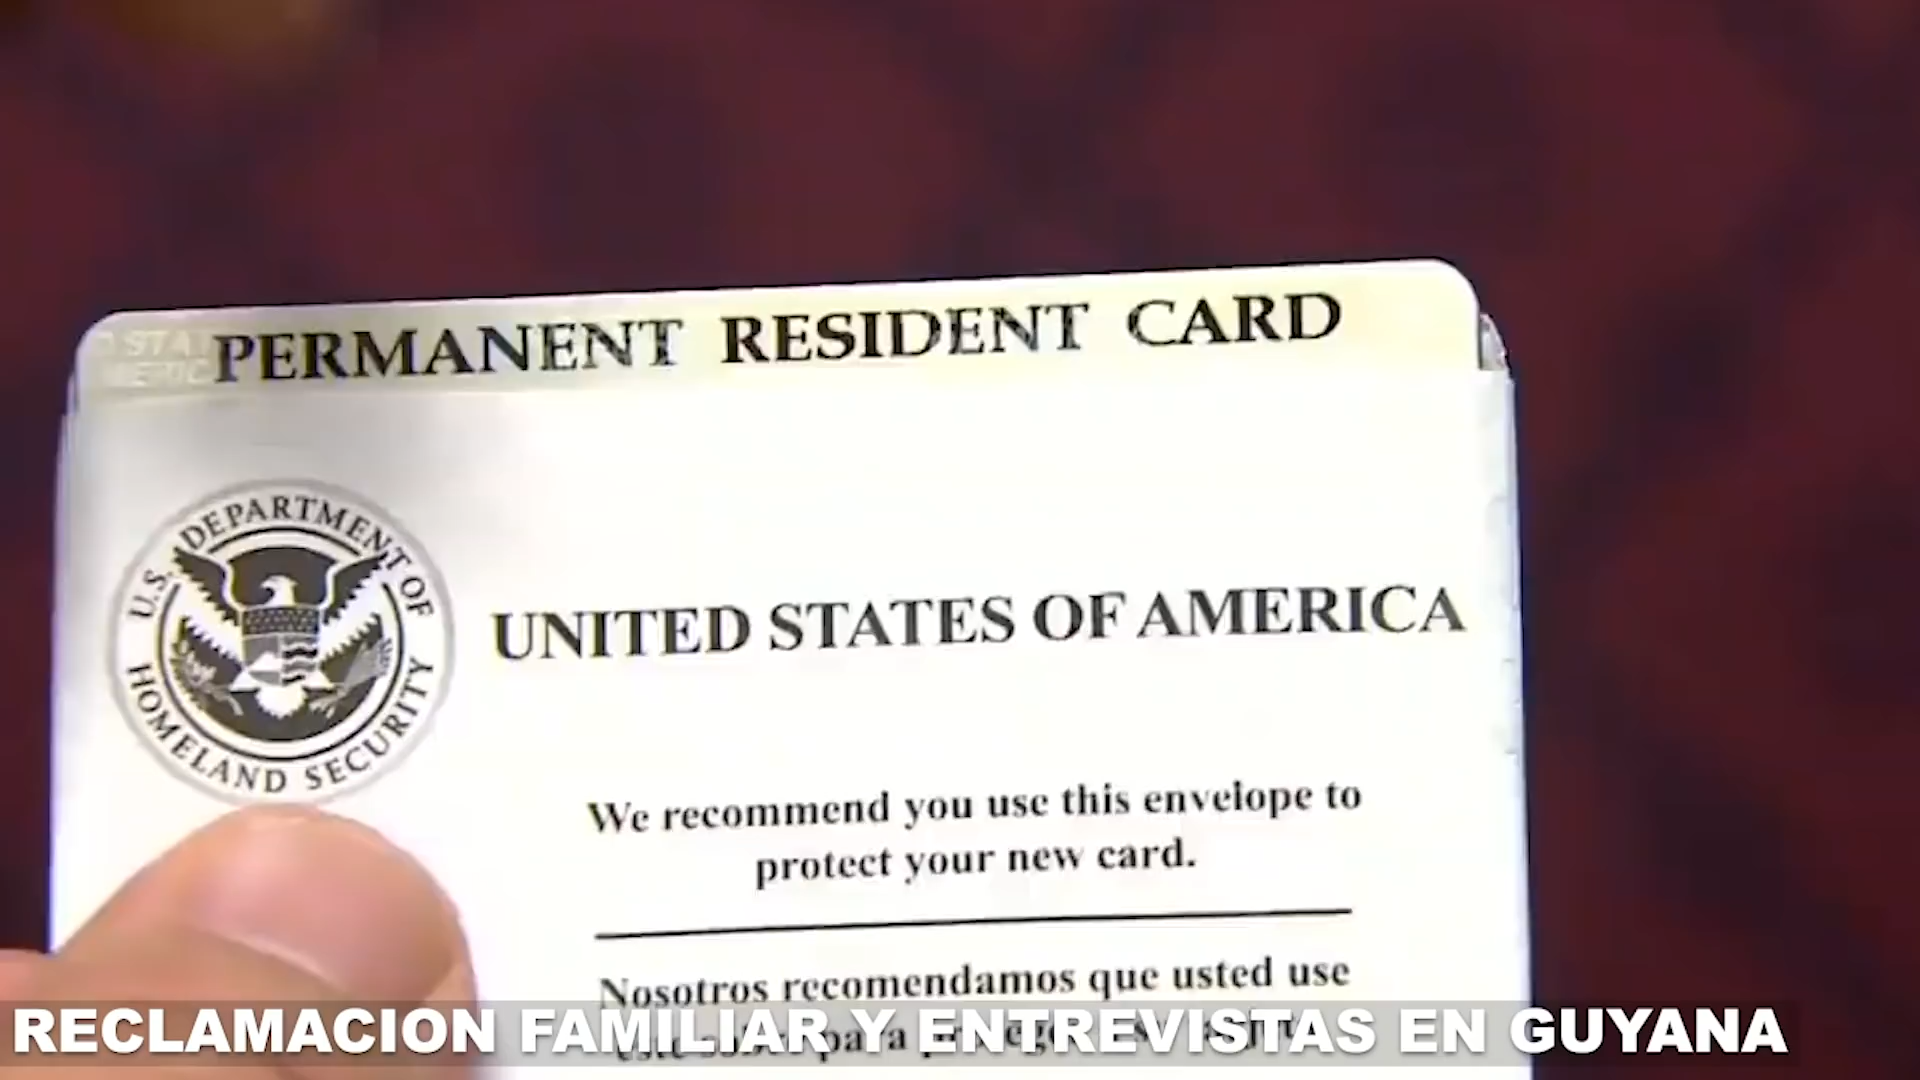 PERMANENT RESIDENT CARD
U.S. DEPARTMENT OF
HOMELAND SECURITY
UNITED STATES OF AMERICA
We recommend you use this envelope to
protect your new card.
Nosotros recomendamos que usted use
RECLAMACION FAMILIAR Y ENTREVISTAS EN GUYANA